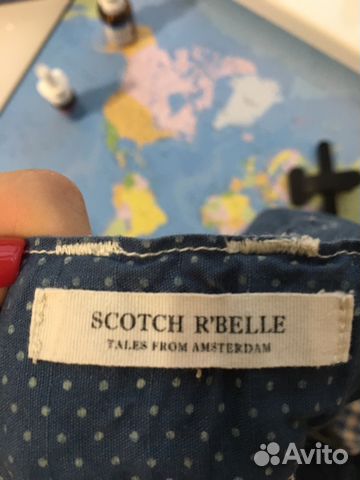 SCOTCH R'BELLE
TALES FROM AMSTERDAM
Avito